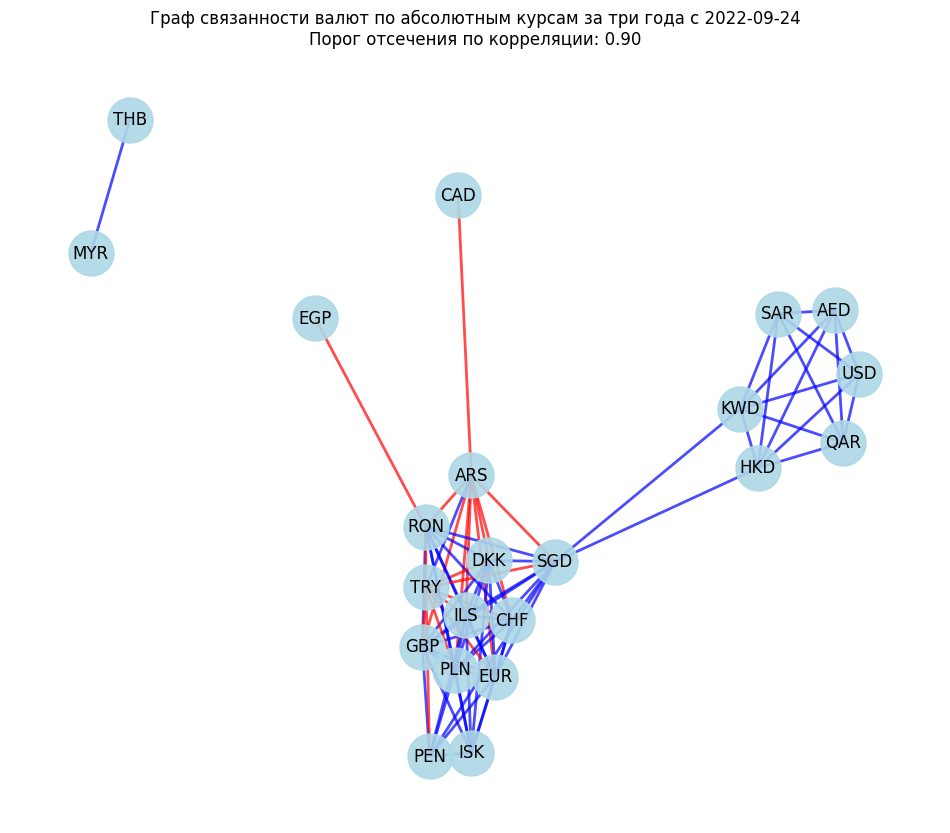 Граф связанности валют по абсолютным курсам за три года с 2022-09-24
Порог отсечения по корреляции: 0.90
THB
CAD
MYR
EGP
SAR
AED
USD
KWD
QAR
HKD
ARS
RON
DKK
SGD
TRY
ILS
CHF
GBP
PLN
EUR
PEN
ISK